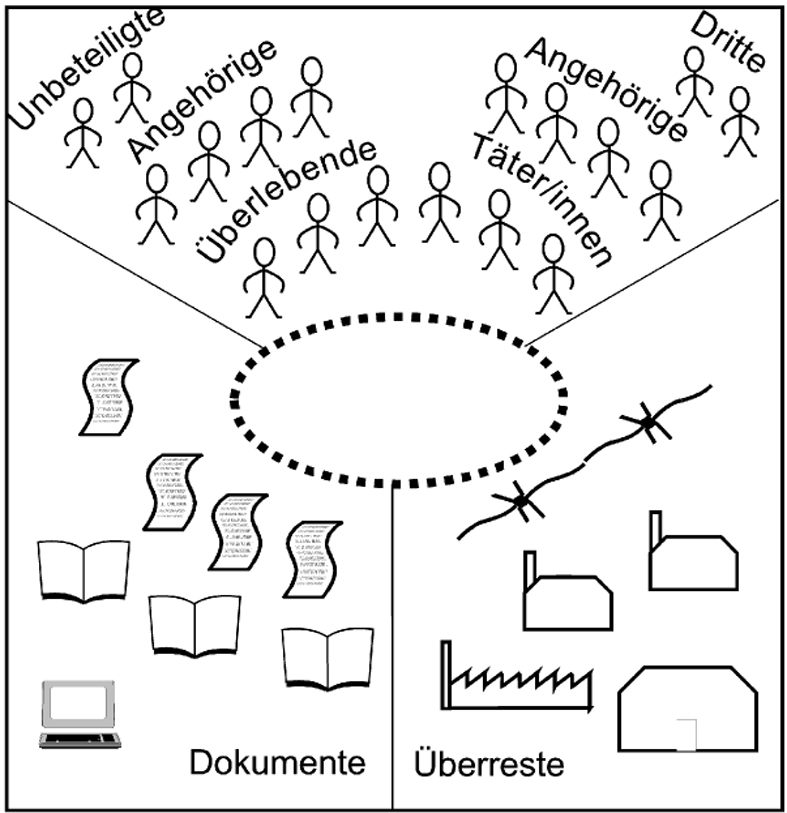 Unbeteiligte
Angehörige
Überlebende
Täter/innen
Angehörige
Dritte
Dokumente
Überreste